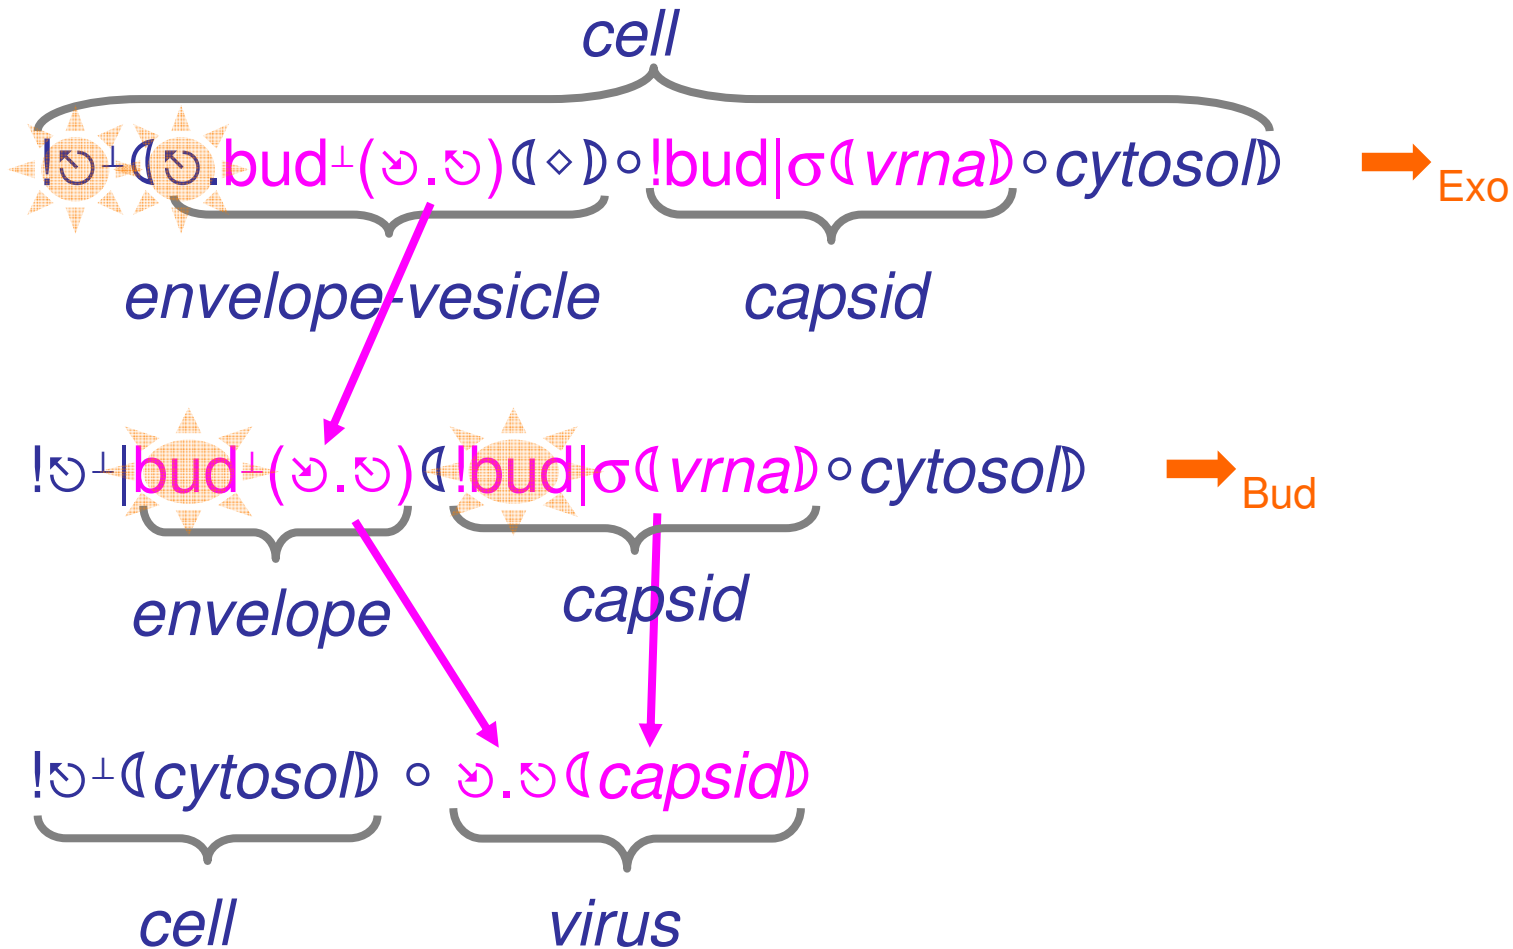 cell
!⎋⊥⦇⎋.bud⊥(⎋.⎋)⦇⋄⦈∘!bud|σ⦇vrna⦈∘cytosol⦈ Exo
envelope-vesicle capsid
!⎋⊥|bud⊥(⎋.⎋)⦇!bud|σ⦇vrna⦈∘cytosol⦈ Bud
envelope capsid
!⎋⊥⦇cytosol⦈ ∘ ⎋.⎋⦇capsid⦈
cell virus